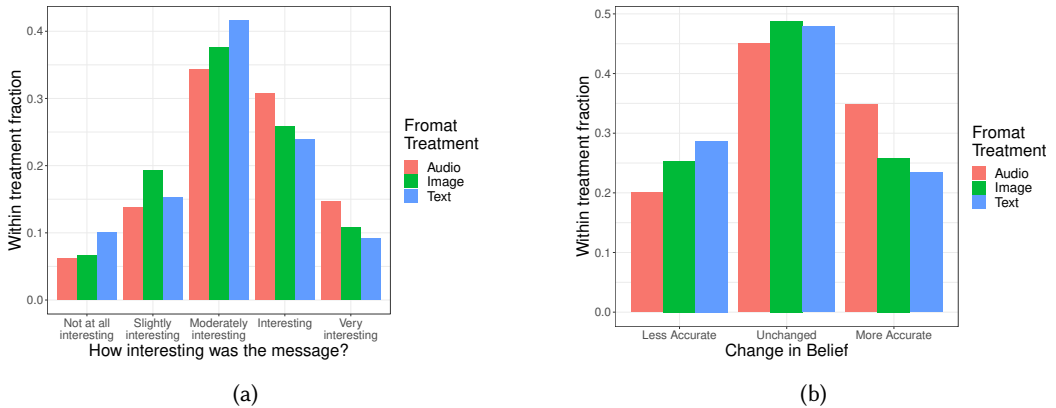 Within treatment fraction
0.4
0.3
0.2
0.1
0.0
Not at all
interesting
Slightly
interesting
Moderately
interesting
Interesting
Very
interesting
How interesting was the message?
Fromat
Treatment
Audio
Image
Text
(a)
Within treatment fraction
0.5
0.4
0.3
0.2
0.1
0.0
Less Accurate
Unchanged
More Accurate
Change in Belief
Fromat
Treatment
Audio
Image
Text
(b)